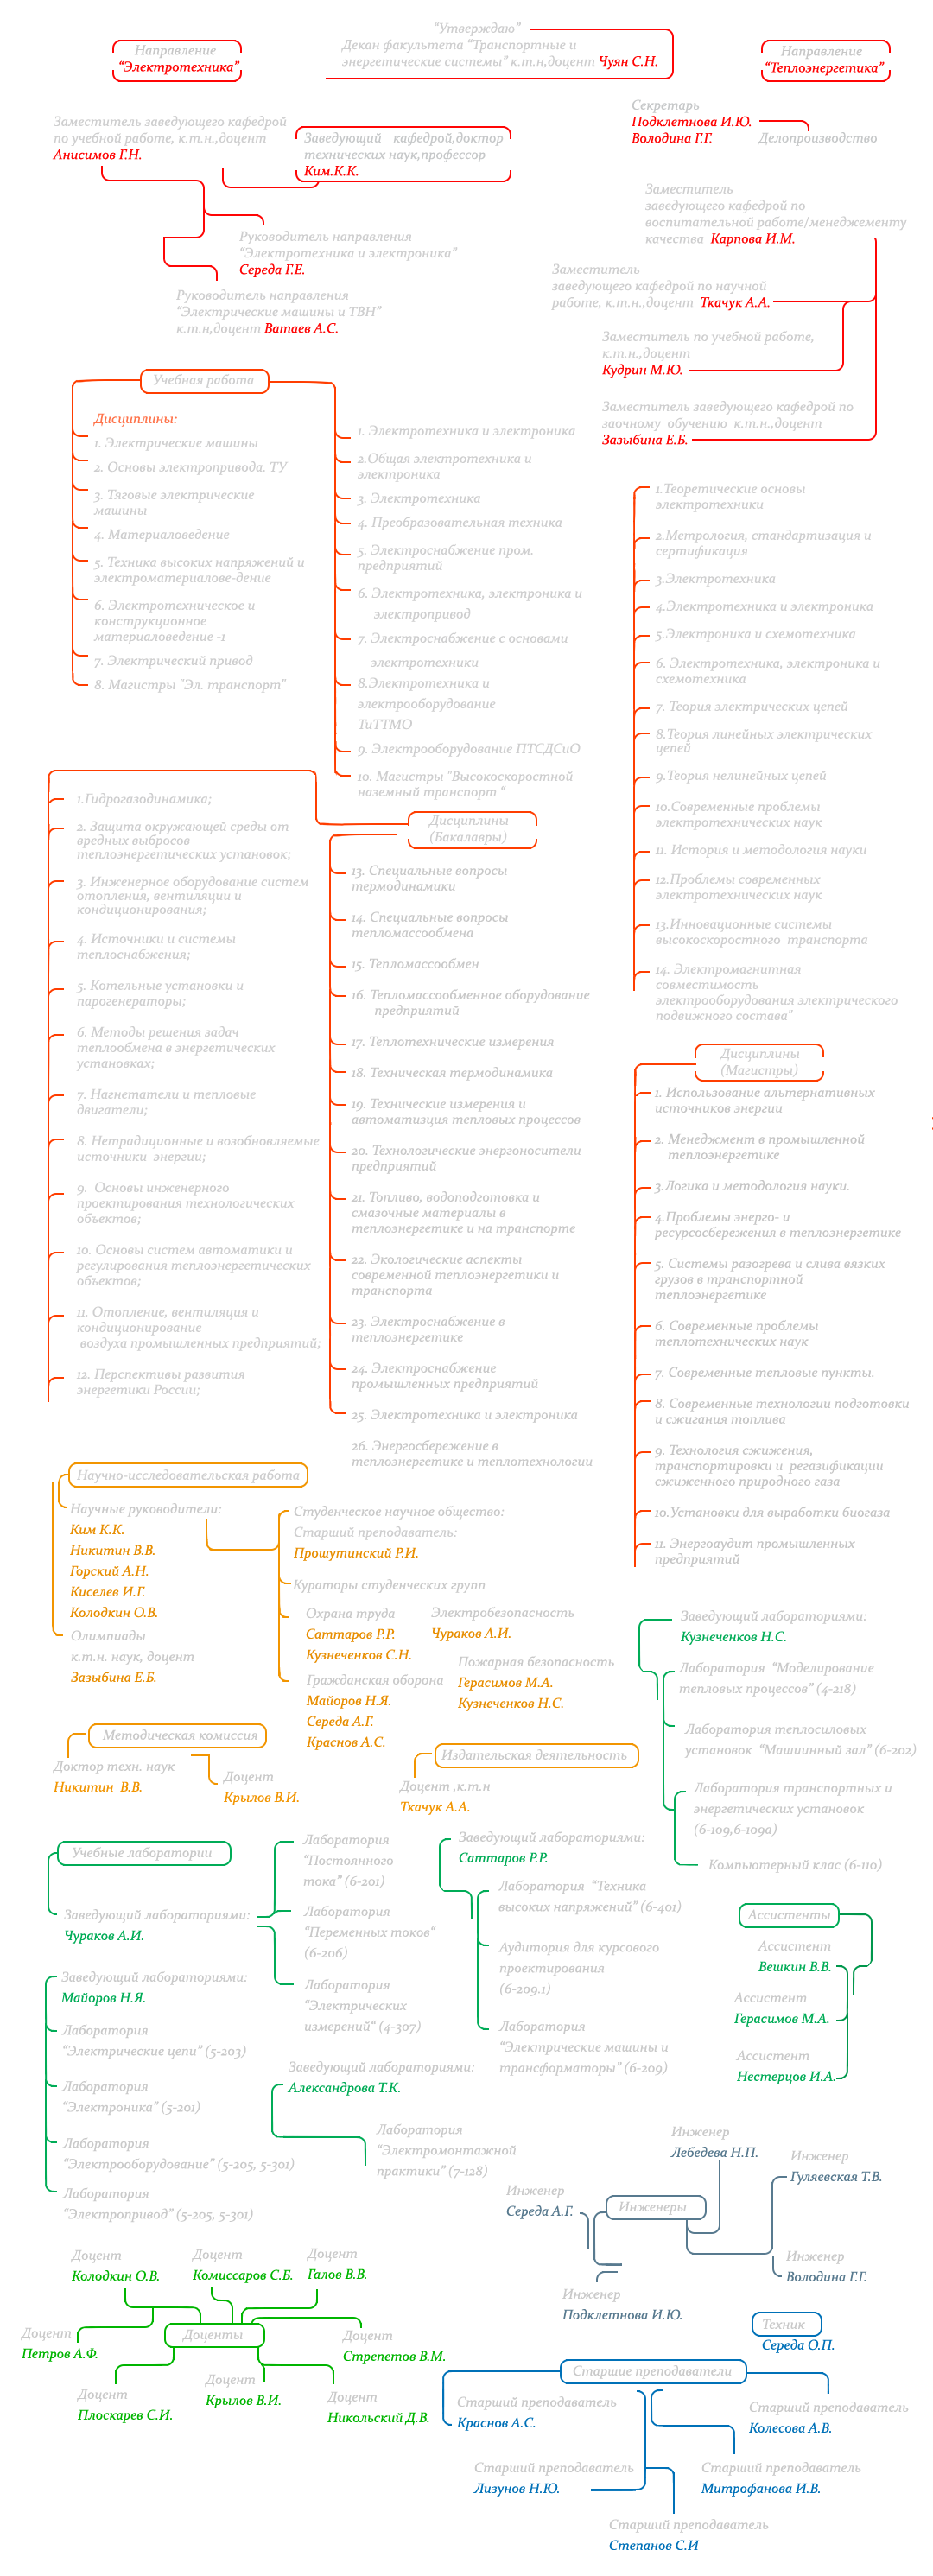 “Утверждаю”
Декан факультета “Транспортные и
энергетические системы” к.т.н,доцент Чуян С.Н.
Направление
“Электротехника”
Направление
“Теплоэнергетика”
Заместитель заведующего кафедрой
по учебной работе, к.т.н.,доцент
Анисимов Г.Н.
Заведующий кафедрой,доктор
технических наук,профессор
Ким.К.К.
Секретарь
Подклетнова И.Ю.
Володина Г.Г.
Делопроизводство
Руководитель направления
“Электротехника и электроника”
Середа Г.Е.
Руководитель направления
“Электрические машины и ТВН”
к.т.н,доцент Ватаев А.С.
Заместитель
заведующего кафедрой по
воспитательной работе/менеджементу
качества Карпова И.М.
Заместитель
заведующего кафедрой по научной
работе, к.т.н.,доцент Ткачук А.А.
Заместитель по учебной работе,
к.т.н.,доцент
Кудрин М.Ю.
Заместитель заведующего кафедрой по
заочному обучению к.т.н.,доцент
Зазыбина Е.Б.
Учебная работа
Дисциплины:
1. Электрические машины
2. Основы электропривода. ТУ
3. Тяговые электрические
машины
4. Материаловедение
5. Техника высоких напряжений и
электроматериалове-дение
6. Электротехническое и
конструкционное
материаловедение -1
7. Электрический привод
8. Магистры "Эл. транспорт"
1. Электротехника и электроника
2.Общая электротехника и
электроника
3. Электротехника
4. Преобразовательная техника
5. Электроснабжение пром.
предприятий
6. Электротехника, электроника и
электропривод
7. Электроснабжение с основами
электротехники
8.Электротехника и
электрооборудование
ТиТТМО
9. Электрооборудование ПТСДСиО
10. Магистры "Высокоскоростной
наземный транспорт "
1.Теоретические основы
электротехники
2.Метрология, стандартизация и
сертификация
3.Электротехника
4.Электротехника и электроника
5.Электроника и схемотехника
6. Электротехника, электроника и
схемотехника
7. Теория электрических цепей
8.Теория линейных электрических
цепей
9.Теория нелинейных цепей
10.Современные проблемы
электротехнических наук
11. История и методология науки
12.Проблемы современных
электротехнических наук
13.Инновационные системы
высокоскоростного транспорта
14. Электромагнитная
совместимость
электрооборудования электрического
подвижного состава"
Дисциплины
(Бакалавры)
1.Гидрогазодинамика;
2. Защита окружающей среды от
вредных выбросов
теплоэнергетических установок;
3. Инженерное оборудование систем
отопления, вентиляции и
кондиционирования;
4. Источники и системы
теплоснабжения;
5. Котельные установки и
парогенераторы;
6. Методы решения задач
теплообмена в энергетических
установках;
7. Нагнетатели и тепловые
двигатели;
8. Нетрадиционные и возобновляемые
источники энергии;
9. Основы инженерного
проектирования технологических
объектов;
10. Основы систем автоматики и
регулирования теплоэнергетических
объектов;
11. Отопление, вентиляция и
кондиционирование
воздуха промышленных предприятий;
12. Перспективы развития
энергетики России;
13. Специальные вопросы
термодинамики
14. Специальные вопросы
тепломассообмена
15. Тепломассообмен
16. Тепломассообменное оборудование
предприятий
17. Теплотехнические измерения
18. Техническая термодинамика
19. Технические измерения и
автоматизция тепловых процессов
20. Технологические энергоносители
предприятий
21. Топливо, водоподготовка и
смазочные материалы в
теплоэнергетике и на транспорте
22. Экологические аспекты
современной теплоэнергетики и
транспорта
23. Электроснабжение в
теплоэнергетике
24. Электроснабжение
промышленных предприятий
25. Электротехника и электроника
26. Энергосбережение в
теплоэнергетике и теплотехнологии
Дисциплины
(Магистры)
1. Использование альтернативных
источников энергии
2. Менеджмент в промышленной
теплоэнергетике
3.Логика и методология науки.
4.Проблемы энерго- и
ресурсосбережения в теплоэнергетике
5. Системы разогрева и слива вязких
грузов в транспортной
теплоэнергетике
6. Современные проблемы
теплотехнических наук
7. Современные тепловые пункты.
8. Современные технологии подготовки
и сжигания топлива
9. Технология сжижения,
транспортировки и регазификации
сжиженного природного газа
10.Установки для выработки биогаза
11. Энергоаудит промышленных
предприятий
Научно-исследовательская работа
Научные руководители:
Ким К.К.
Никитин В.В.
Горский А.Н.
Киселев И.Г.
Колодкин О.В.
Олимпиады
к.т.н. наук, доцент
Зазыбина Е.Б.
Студенческое научное общество:
Старший преподаватель:
Прошутинский Р.И.
Кураторы студенческих групп
Охрана труда
Саттаров Р.Р.
Кузнеченков С.Н.
Электробезопасность
Чураков А.И.
Гражданская оборона
Майоров Н.Я.
Середа А.Г.
Краснов А.С.
Пожарная безопасность
Герасимов М.А.
Кузнеченков Н.С.
Методическая комиссия
Доктор техн. наук
Никитин В.В.
Доцент
Крылов В.И.
Издательская деятельность
Доцент ,к.т.н
Ткачук А.А.
Заведующий лабораториями:
Кузнеченков Н.С.
Лаборатория “Моделирование
тепловых процессов” (4-218)
Лаборатория теплосиловых
установок “Машиинный зал” (6-202)
Лаборатория транспортных и
энергетических установок
(6-109,6-109а)
Компьютерный клас (6-110)
Учебные лаборатории
Заведующий лабораториями:
Чураков А.И.
Лаборатория
“Постоянного
тока” (6-201)
Лаборатория
“Переменных токов“
(6-206)
Лаборатория
“Электрических
измерений“ (4-307)
Заведующий лабораториями:
Саттаров Р.Р.
Лаборатория “Техника
высоких напряжений” (6-401)
Аудитория для курсового
проектирования
(6-209.1)
Лаборатория
“Электрические машины и
трансформаторы” (6-209)
Заведующий лабораториями:
Майоров Н.Я.
Лаборатория
“Электрические цепи” (5-203)
Лаборатория
“Электроника” (5-201)
Лаборатория
“Электрооборудование” (5-205, 5-301)
Лаборатория
“Электропривод” (5-205, 5-301)
Заведующий лабораториями:
Александрова Т.К.
Лаборатория
“Электромонтажной
практики” (7-128)
Ассистенты
Ассистент
Вешкин В.В.
Ассистент
Герасимов М.А.
Ассистент
Нестерцов И.А.
Инженер
Лебедева Н.П.
Инженер
Гуляевская Т.В.
Инженер
Середа А.Г.
Инженеры
Инженер
Володина Г.Г.
Инженер
Подклетнова И.Ю.
Доцент
Колодкин О.В.
Доцент
Комиссаров С.Б.
Доцент
Галов В.В.
Доцент
Петров А.Ф.
Доценты
Доцент
Стрепетов В.М.
Доцент
Плоскарев С.И.
Доцент
Крылов В.И.
Доцент
Никольский Д.В.
Техник
Середа О.П.
Старшие преподаватели
Старший преподаватель
Краснов А.С.
Старший преподаватель
Колесова А.В.
Старший преподаватель
Лизунов Н.Ю.
Старший преподаватель
Митрофанова И.В.
Старший преподаватель
Степанов С.И